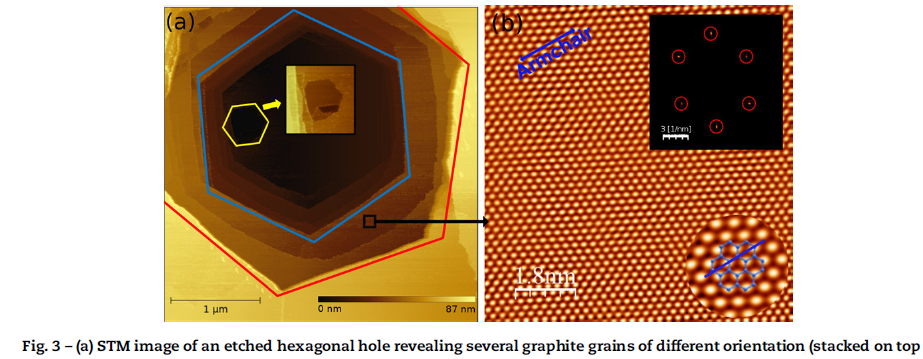 (a)
1 μm
0 nm 87 nm
(b)
Armchair
3 [1/nm]
1.8nm
Fig. 3 – (a) STM image of an etched hexagonal hole revealing several graphite grains of different orientation (stacked on top